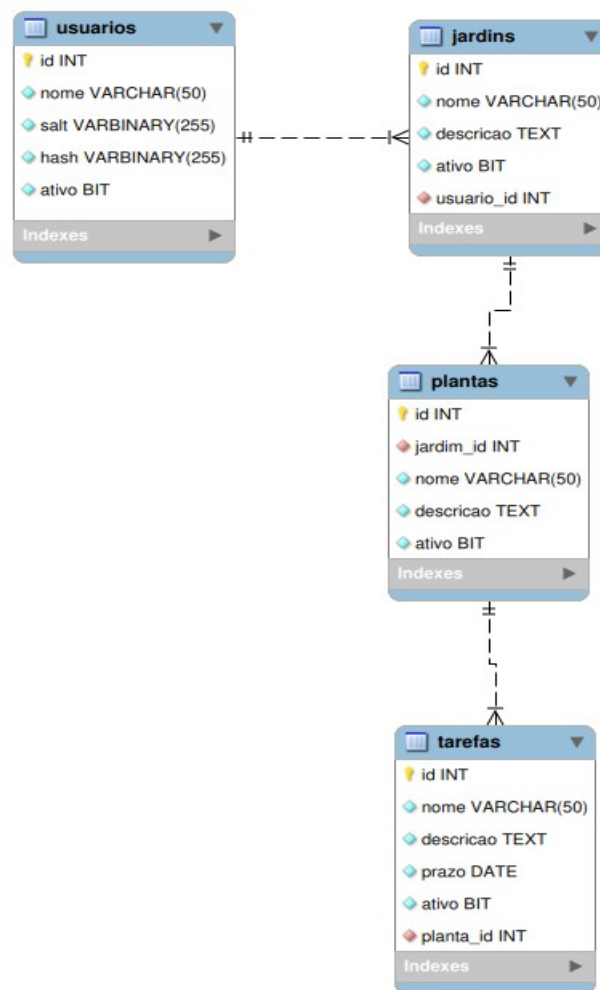 usuarios
id INT
nome VARCHAR(50)
salt VARBINARY(255)
hash VARBINARY(255)
ativo BIT
Indexes
jardins
id INT
nome VARCHAR(50)
descricao TEXT
ativo BIT
usuario_id INT
Indexes
plantas
id INT
jardim_id INT
nome VARCHAR(50)
descricao TEXT
ativo BIT
Indexes
tarefas
id INT
nome VARCHAR(50)
descricao TEXT
prazo DATE
ativo BIT
planta_id INT
Indexes